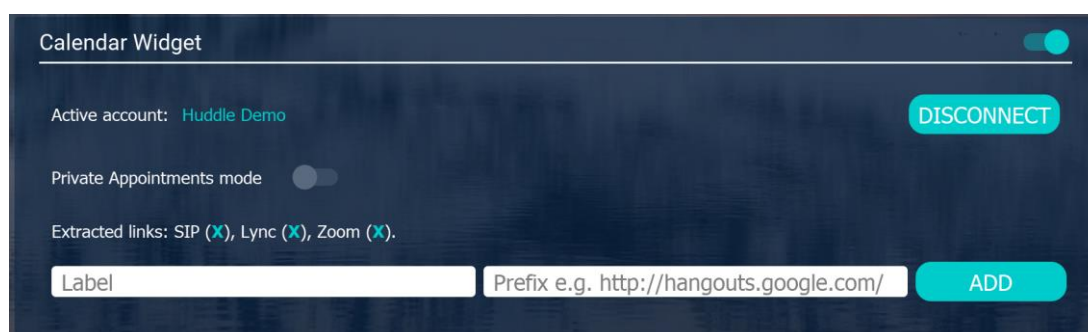 Calendar Widget
Active account: Huddle Demo DISCONNECT
Private Appointments mode
Extracted links: SIP (X), Lync (X), Zoom (X).
Label Prefix e.g. http://hangouts.google.com/ ADD